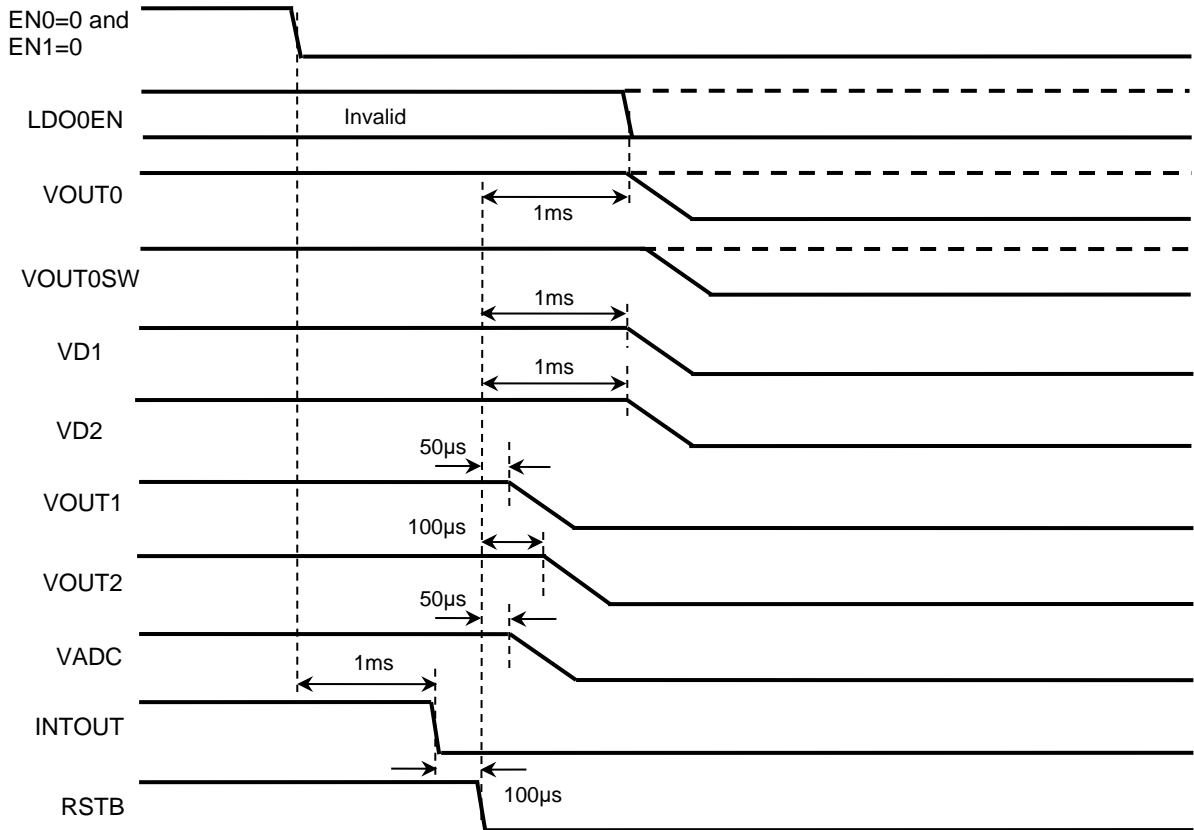 EN0=0 and
EN1=0
LDO0EN
Invalid
VOUT0
1ms
VOUT0SW
1ms
VD1
1ms
VD2
50µs
VOUT1
100µs
VOUT2
50µs
VADC
1ms
INTOUT
100µs
RSTB